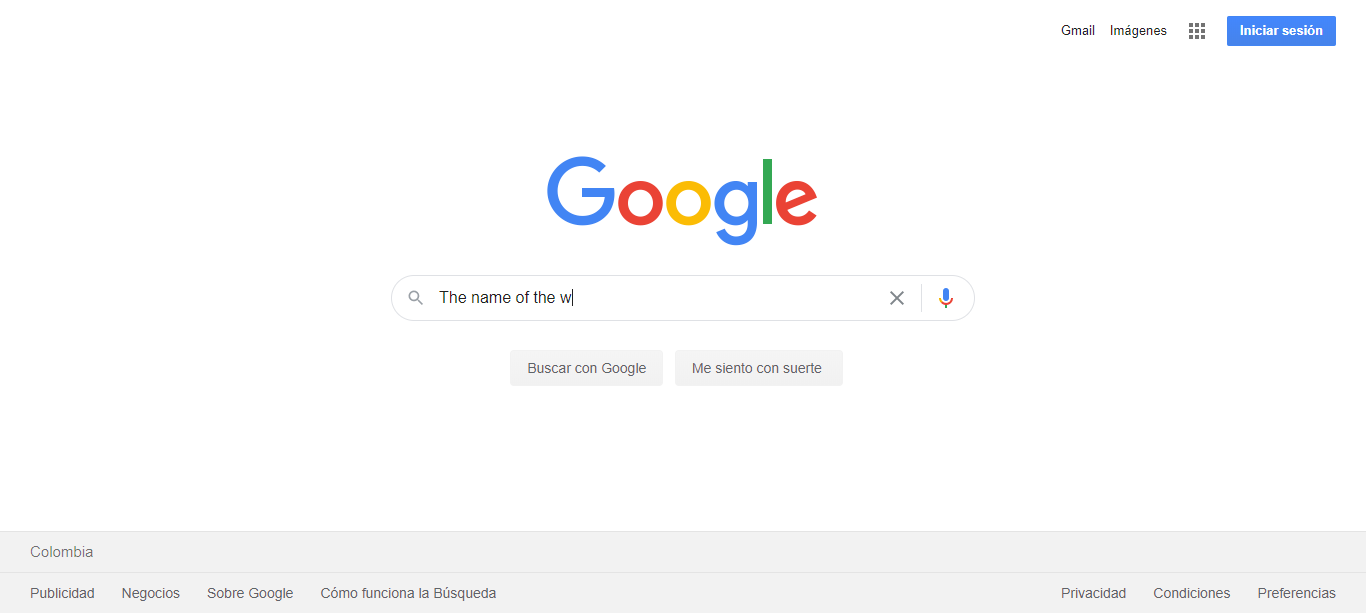 Gmail Imágenes Iniciar sesión
Google
The name of the w
Buscar con Google Me siento con suerte
Colombia
Publicidad Negocios Sobre Google Cómo funciona la Búsqueda Privacidad Condiciones Preferencias